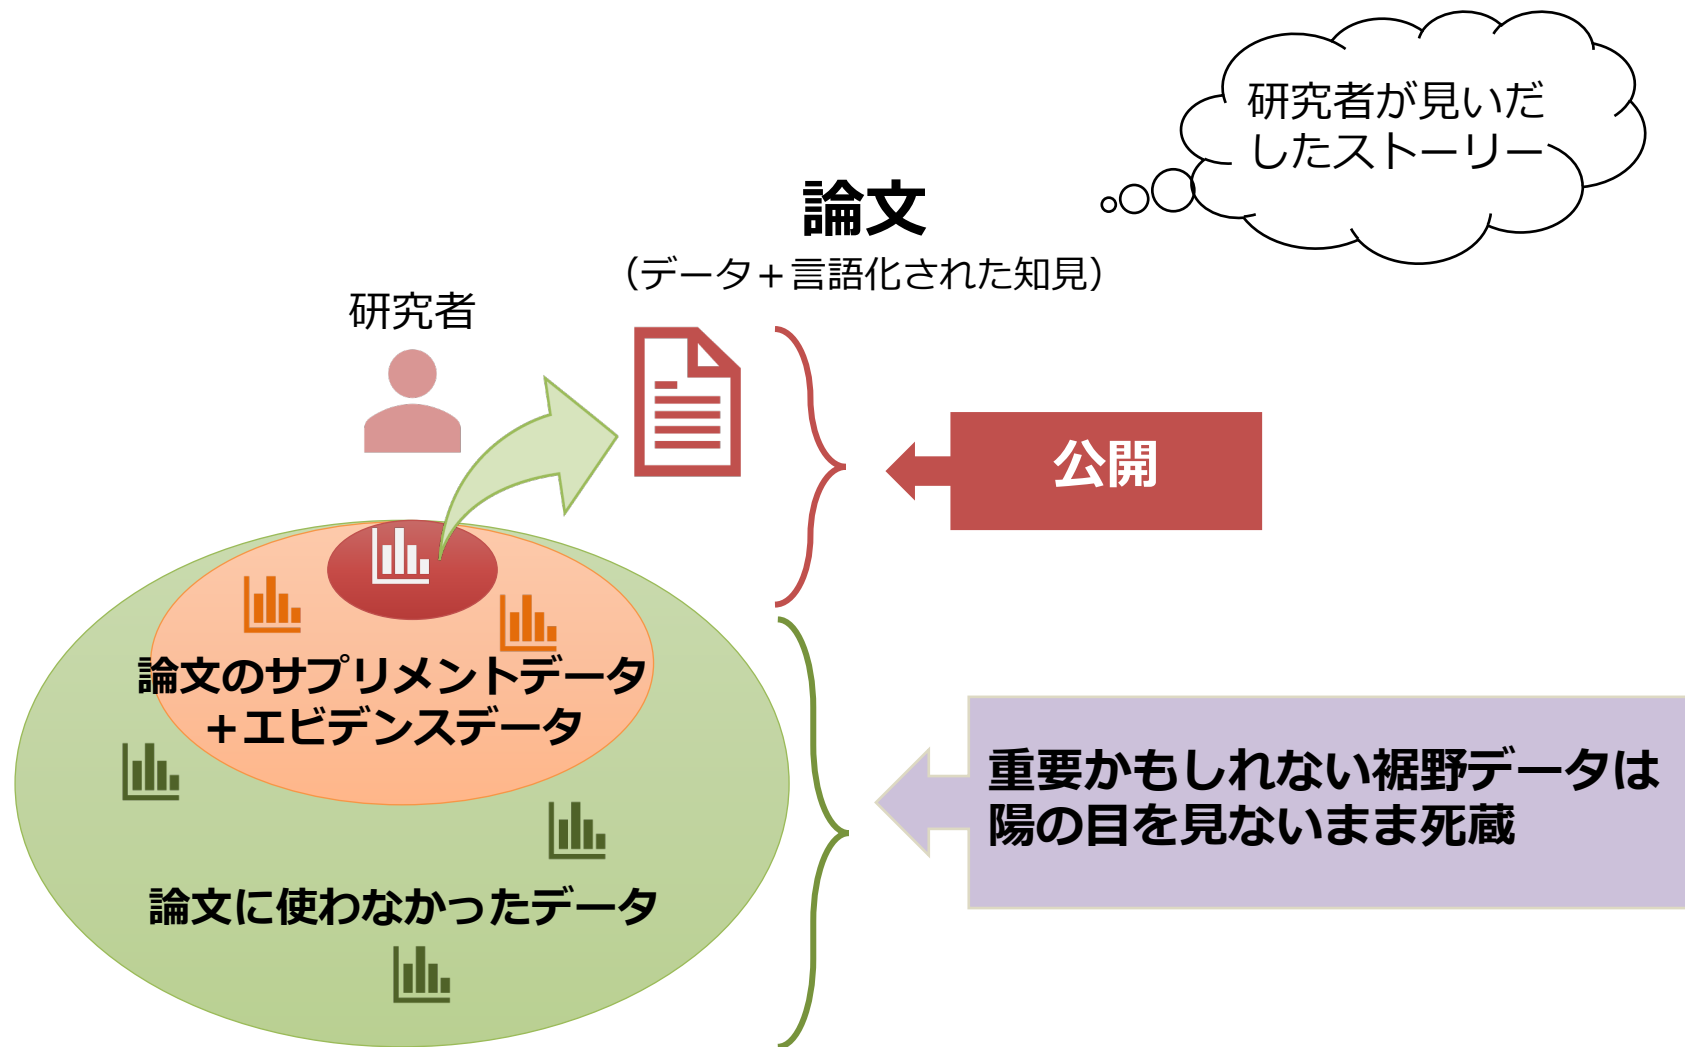 研究者が見いだ
したストーリー
論文
（データ＋言語化された知見）
研究者
公開
論文のサプリメントデータ
＋エビデンスデータ
重要かもしれない裾野データは
陽の目を見ないまま死蔵
論文に使わなかったデータ